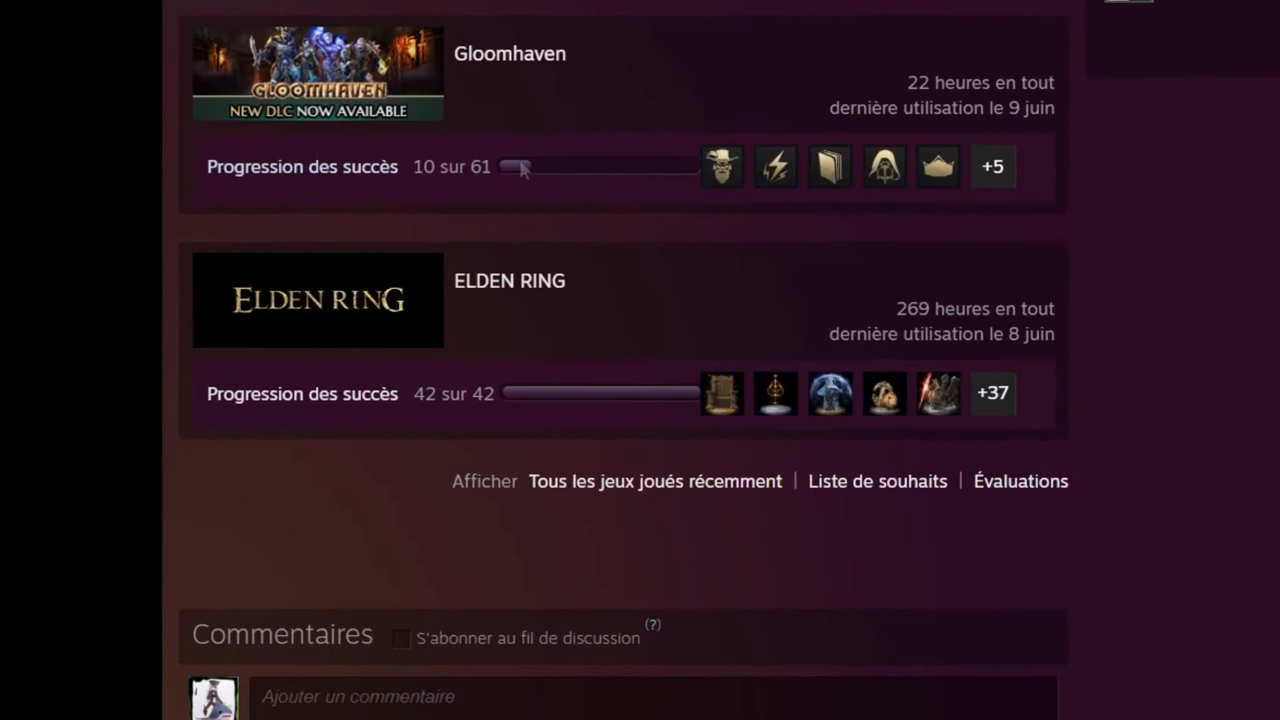 Gloomhaven
GLOOMHAVEN
NEW DLC NOW AVAILABLE
22 heures en tout
dernière utilisation le 9 juin
Progression des succès 10 sur 61 +5
ELDEN RING
ELDEN RING
269 heures en tout
dernière utilisation le 8 juin
Progression des succès 42 sur 42 +37
Afficher Tous les jeux joués récemment | Liste de souhaits | Évaluations
Commentaires S'abonner au fil de discussion (?)
Ajouter un commentaire